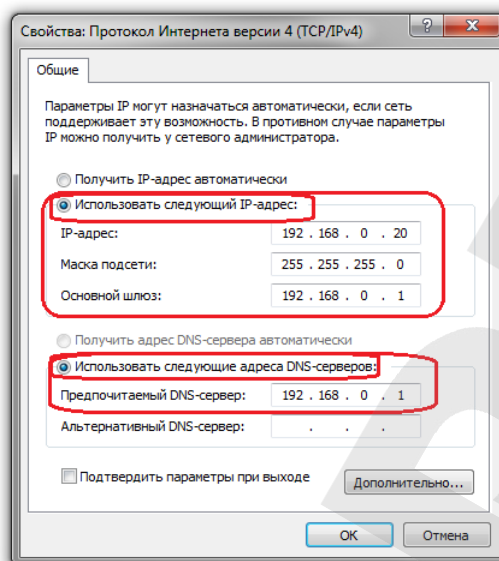 Свойства: Протокол Интернета версии 4 (TCP/IPv4)
Общие
Параметры IP могут назначаться автоматически, если сеть
поддерживает эту возможность. В противном случае параметры
IP можно получить у сетевого администратора.
Получить IP-адрес автоматически
Использовать следующий IP-адрес:
IP-адрес: 192 . 168 . 0 . 20
Маска подсети: 255 . 255 . 255 . 0
Основной шлюз: 192 . 168 . 0 . 1
Получить адрес DNS-сервера автоматически
Использовать следующие адреса DNS-серверов:
Предпочитаемый DNS-сервер: 192 . 168 . 0 . 1
Альтернативный DNS-сервер: . . .
Подтвердить параметры при выходе
Дополнительно...
OK Отмена